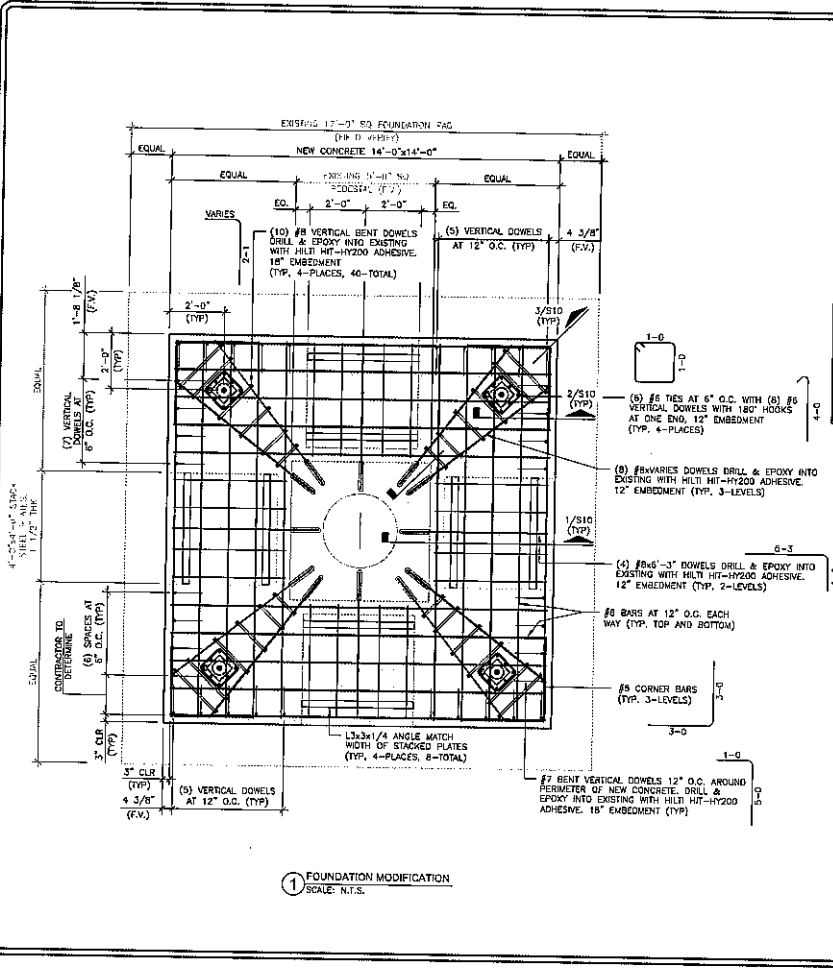 EXISTING 17'-0" SQ FOUNDATION PAD
(FIELD VERIFY)
EQUAL
NEW CONCRETE 14'-0"x14'-0"
EQUAL
EQUAL
EXISTING SQ
PEDESTAL (F.V.)
EQUAL
EQ.
2'-0"
2'-0"
EQ.
VARIES
2-1
(10) #8 VERTICAL BENT DOWELS
DRILL & EPOXY INTO EXISTING
WITH HILTI HIT-HY200 ADHESIVE.
18" EMBEDMENT
(TYP. 4-PLACES, 40-TOTAL)
(5) VERTICAL DOWELS
AT 12" O.C. (TYP)
4 3/8"
(F.V.)
1'-8 1/8"
(F.V.)
2'-0"
(TYP)
3/S10
(TYP)
EQUAL
2'-0"
(TYP)
(7) VERTICAL
DOWELS AT
6" O.C. (TYP)
1-0
1-0
2/S10
(TYP)
(6) #6 TIES AT 6" O.C. WITH (8) #6
VERTICAL DOWELS WITH 180° HOOKS
AT ONE END, 12" EMBEDMENT
(TYP. 4-PLACES)
4-0
(8) #8xVARIES DOWELS DRILL & EPOXY INTO
EXISTING WITH HILTI HIT-HY200 ADHESIVE.
12" EMBEDMENT (TYP. 3-LEVELS)
STACK
STEEL
1 1/2" THK
1/S10
(TYP)
6-3
(4) #8x6'-3" DOWELS DRILL & EPOXY INTO
EXISTING WITH HILTI HIT-HY200 ADHESIVE.
12" EMBEDMENT (TYP. 2-LEVELS)
EQUAL
CONTRACTOR TO
DETERMINE
(6) SPACES AT
6" O.C. (TYP)
#8 BARS AT 12" O.C. EACH
WAY (TYP. TOP AND BOTTOM)
#5 CORNER BARS
(TYP. 3-LEVELS)
3-0
3-0
3" CLR
(TYP)
L3x3x1/4 ANGLE MATCH
WIDTH OF STACKED PLATES
(TYP. 4-PLACES, 8-TOTAL)
3" CLR
(TYP)
4 3/8"
(F.V.)
(5) VERTICAL DOWELS
AT 12" O.C. (TYP)
1-0
5-0
#7 BENT VERTICAL DOWELS 12" O.C. AROUND
PERIMETER OF NEW CONCRETE. DRILL &
EPOXY INTO EXISTING WITH HILTI HIT-HY200
ADHESIVE. 18" EMBEDMENT (TYP)
1 FOUNDATION MODIFICATION
SCALE: N.T.S.